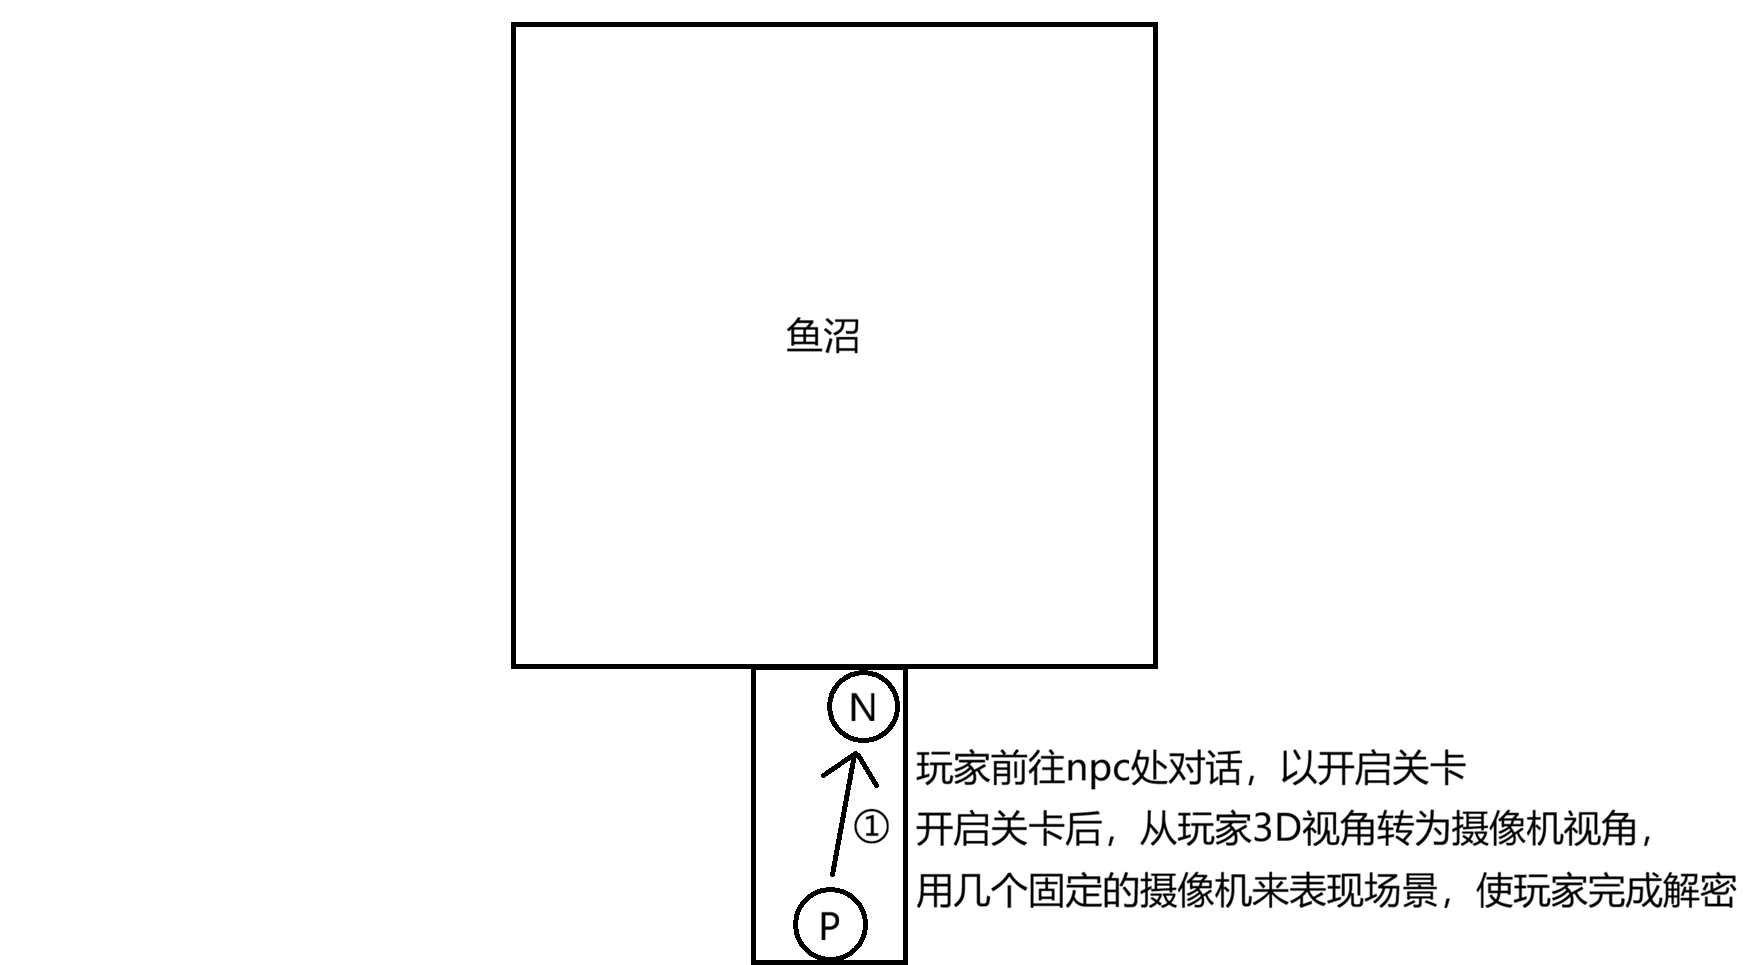 鱼沼
N
玩家前往npc处对话，以开启关卡
①
开启关卡后，从玩家3D视角转为摄像机视角，
用几个固定的摄像机来表现场景，使玩家完成解密
P